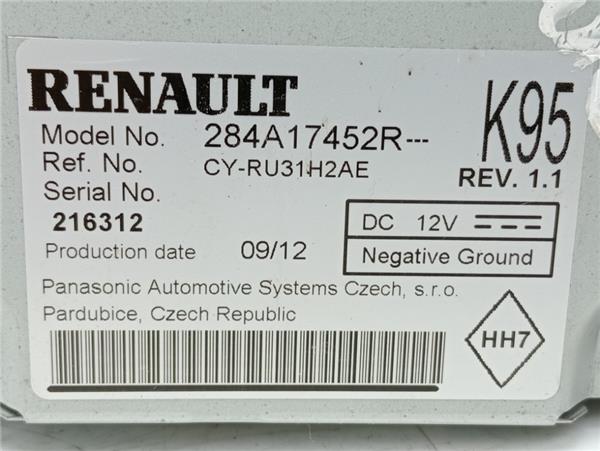 RENAULT
K95
Model No. 284A17452R---
Ref. No. CY-RU31H2AE
REV. 1.1
Serial No.
216312
DC 12V
Production date 09/12
Negative Ground
Panasonic Automotive Systems Czech, s.r.o.
Pardubice, Czech Republic
HH7